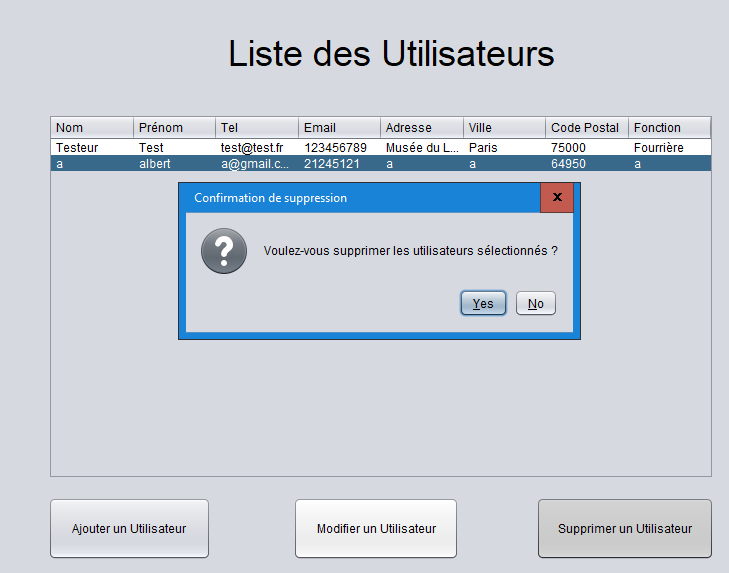 Liste des Utilisateurs
Nom Prénom Tel Email Adresse Ville Code Postal Fonction
Testeur Test test@test.fr 123456789 Musée du L... Paris 75000 Fourrière
a albert a@gmail.c... 21245121 a a 64950 a
Confirmation de suppression x
?
Voulez-vous supprimer les utilisateurs sélectionnés ?
Yes No
Ajouter un Utilisateur Modifier un Utilisateur Supprimer un Utilisateur